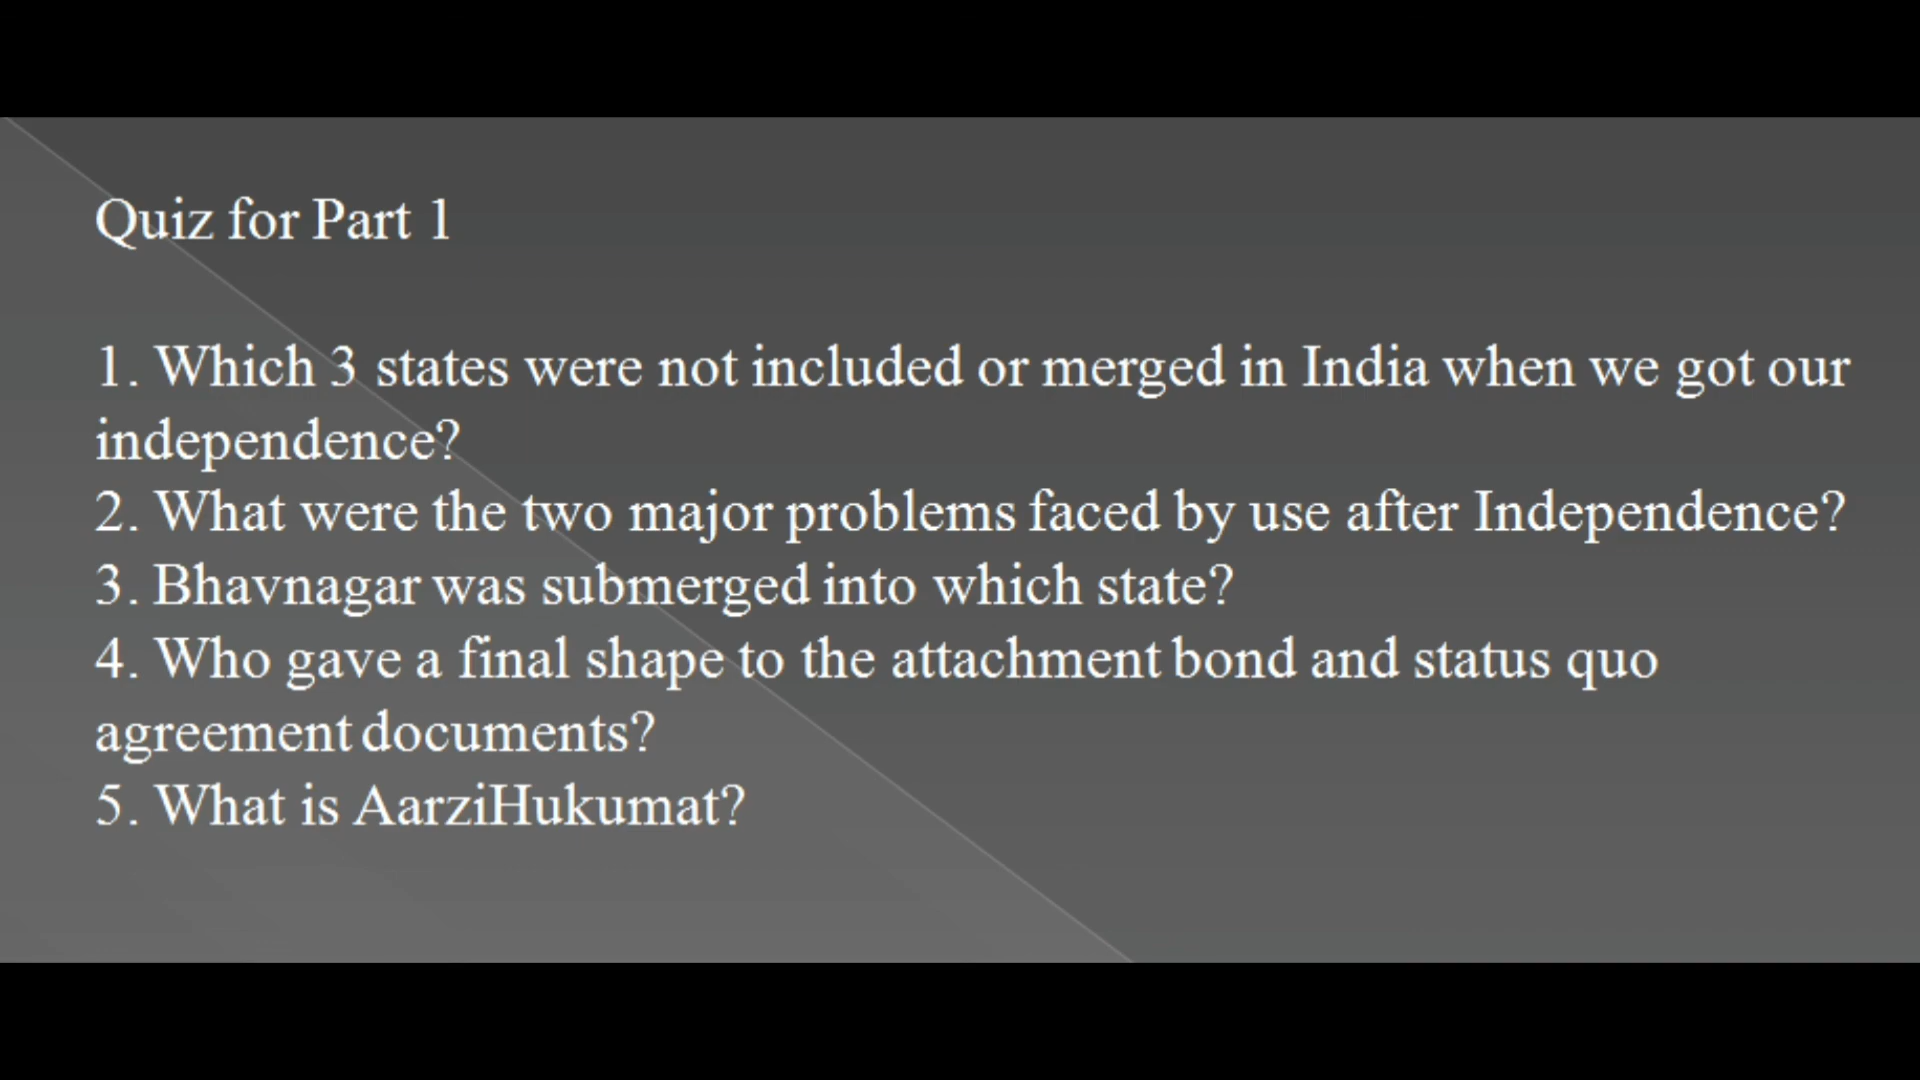 Quiz for Part 1
1. Which 3 states were not included or merged in India when we got our
independence?
2. What were the two major problems faced by use after Independence?
3. Bhavnagar was submerged into which state?
4. Who gave a final shape to the attachment bond and status quo
agreement documents?
5. What is AarziHukumat?